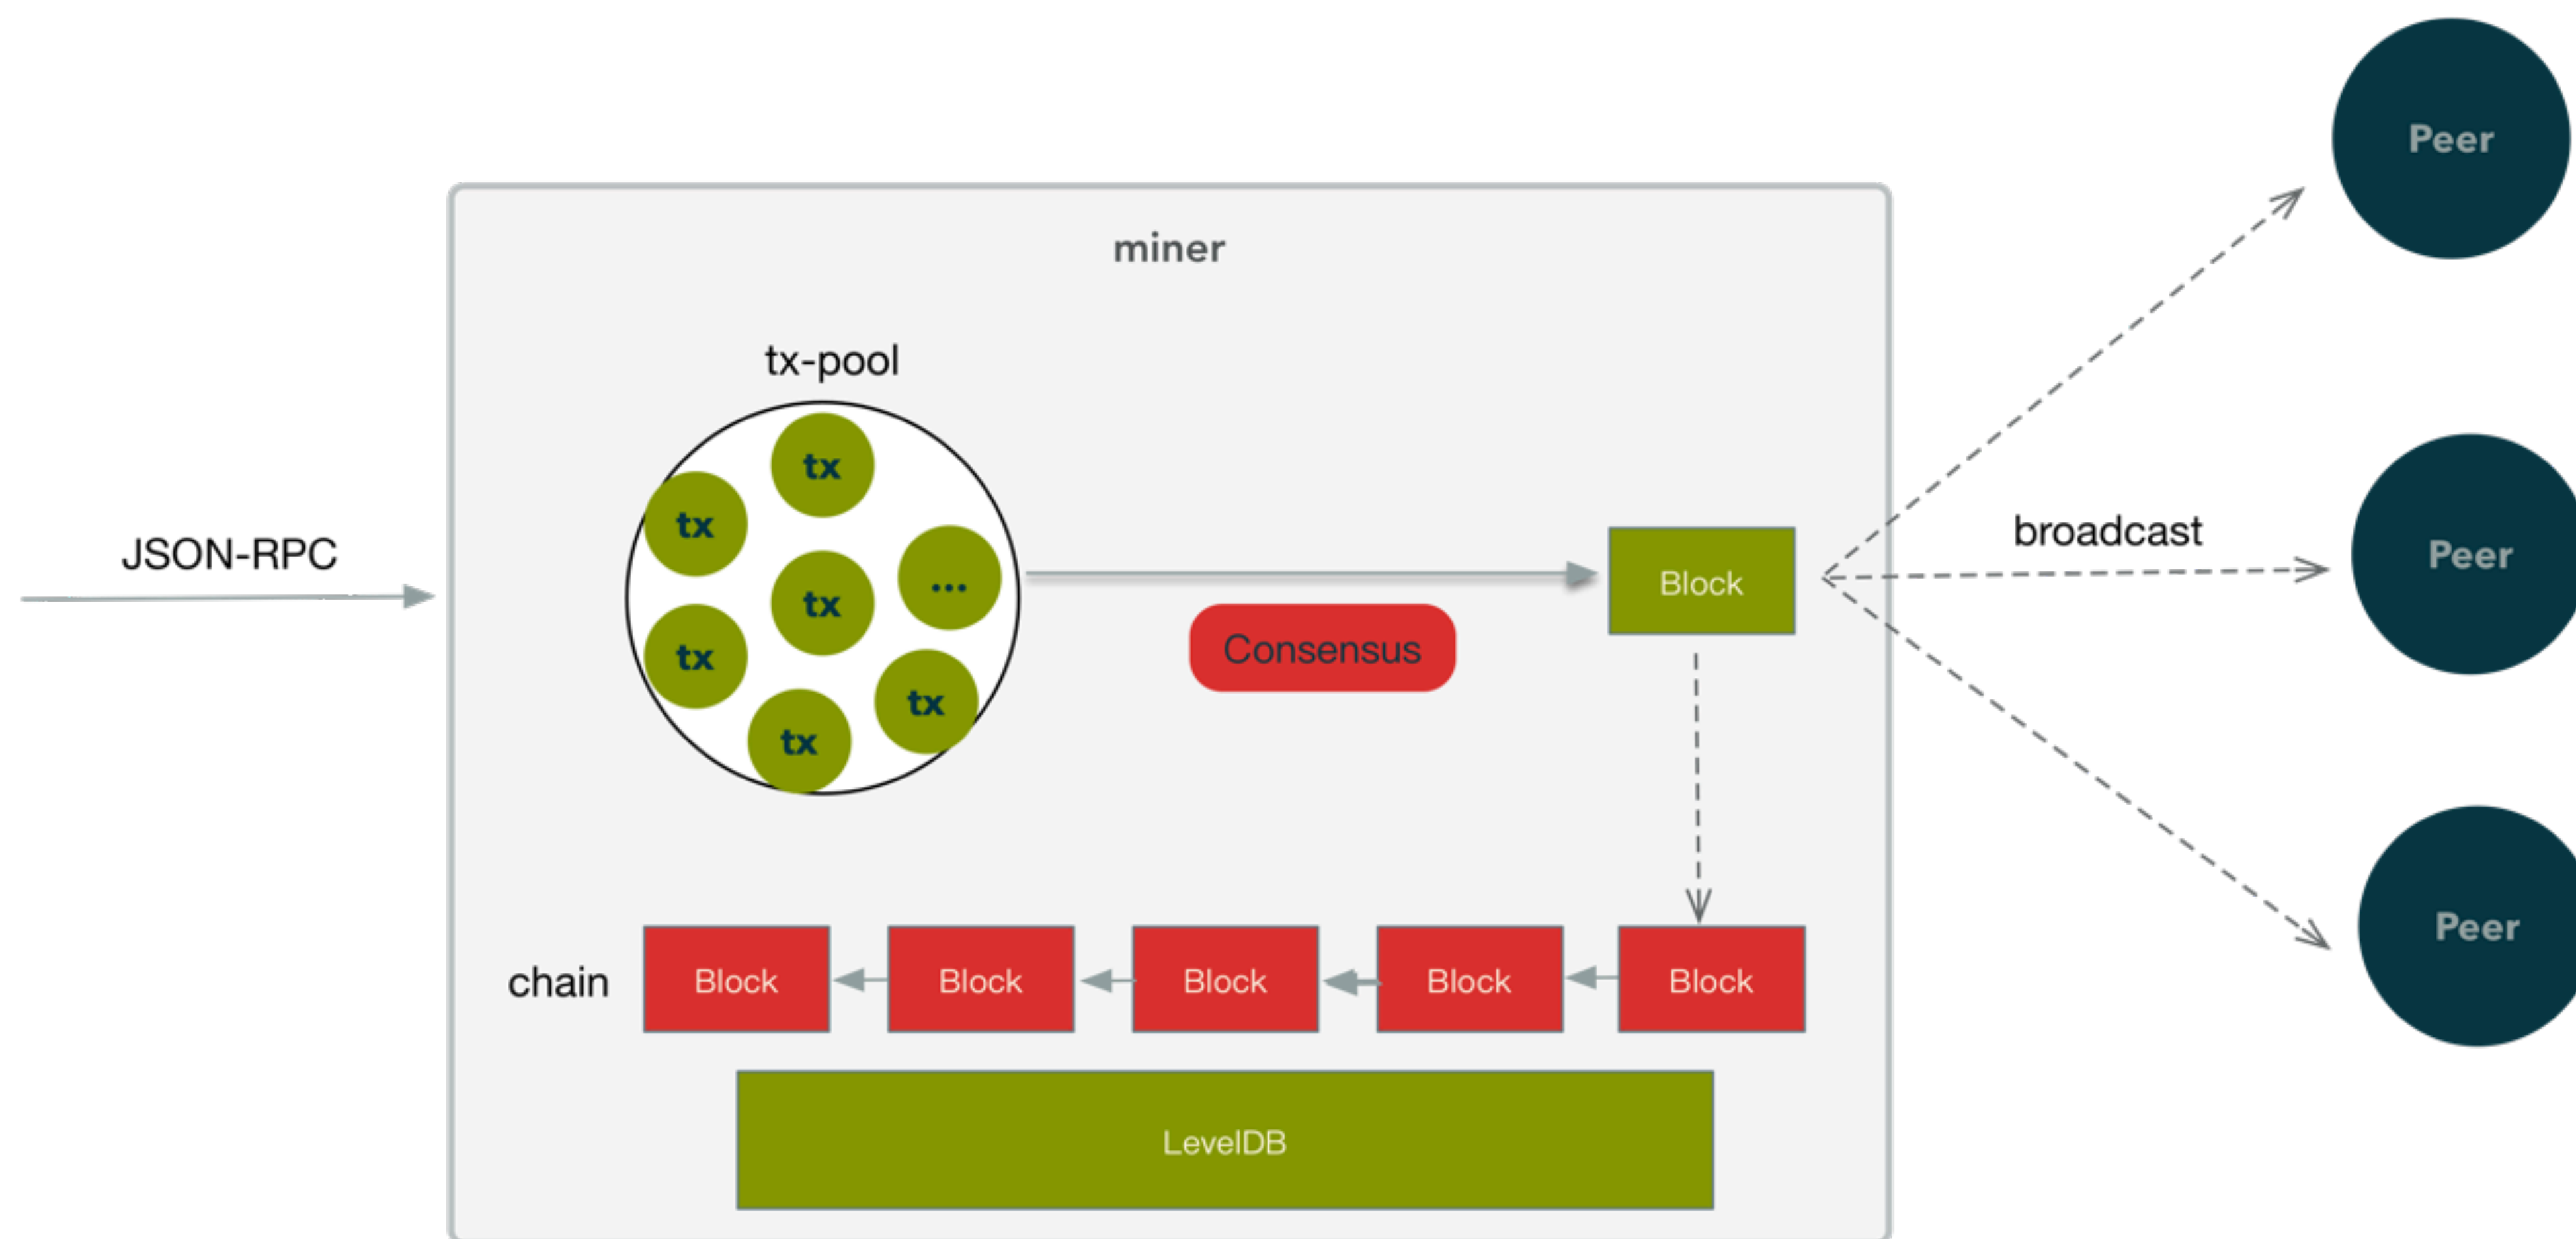 Peer
miner
tx-pool
tx
tx
JSON-RPC
tx
...
tx
tx
tx
Consensus
Block
broadcast
Peer
Peer
chain
Block
Block
Block
Block
Block
LevelDB